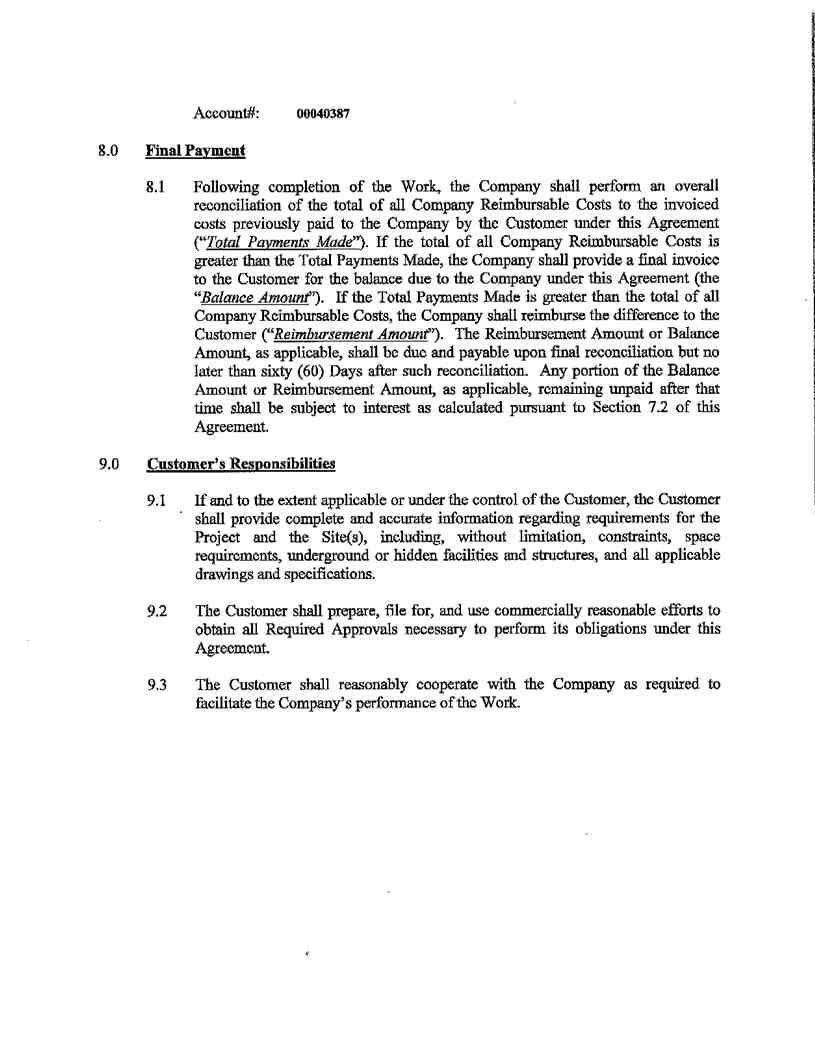 Account#: 00040387
8.0 Final Payment
8.1 Following completion of the Work, the Company shall perform an overall
reconciliation of the total of all Company Reimbursable Costs to the invoiced
costs previously paid to the Company by the Customer under this Agreement
(“Total Payments Made”). If the total of all Company Reimbursable Costs is
greater than the Total Payments Made, the Company shall provide a final invoice
to the Customer for the balance due to the Company under this Agreement (the
“Balance Amount”). If the Total Payments Made is greater than the total of all
Company Reimbursable Costs, the Company shall reimburse the difference to the
Customer (“Reimbursement Amount”). The Reimbursement Amount or Balance
Amount, as applicable, shall be due and payable upon final reconciliation but no
later than sixty (60) Days after such reconciliation. Any portion of the Balance
Amount or Reimbursement Amount, as applicable, remaining unpaid after that
time shall be subject to interest as calculated pursuant to Section 7.2 of this
Agreement.
9.0 Customer’s Responsibilities
9.1 If and to the extent applicable or under the control of the Customer, the Customer
shall provide complete and accurate information regarding requirements for the
Project and the Site(s), including, without limitation, constraints, space
requirements, underground or hidden facilities and structures, and all applicable
drawings and specifications.
9.2 The Customer shall prepare, file for, and use commercially reasonable efforts to
obtain all Required Approvals necessary to perform its obligations under this
Agreement.
9.3 The Customer shall reasonably cooperate with the Company as required to
facilitate the Company’s performance of the Work.